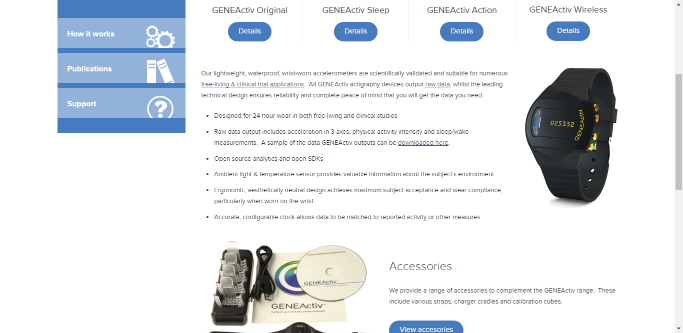 GENEActiv Original GENEActiv Sleep GENEActiv Action GENEActiv Wireless
Details Details Details Details
How it works
Publications
Support
Our lightweight, waterproof, wrist-worn accelerometers are scientifically validated and suitable for numerous
free-living & clinical trial applications. All GENEActiv actigraphy devices output raw data, whilst the leading
technical design ensures reliability and complete peace of mind that you will get the data you need.
• Designed for 24 hour wear in both free-living and clinical studies
• Raw data output includes acceleration in 3 axes, physical activity intensity and sleep/wake
measurements. A sample of the data GENEActiv outputs can be downloaded here.
• Open source analytics and open SDKs
• Ambient light & temperature sensor provides valuable information about the subject's environment
• Ergonomic, aesthetically neutral design achieves maximum subject acceptance and wear compliance,
particularly when worn on the wrist
• Accurate, configurable clock allows data to be matched to reported activity or other measures
025332
GENEActiv
GENEActiv
Accessories
We provide a range of accessories to complement the GENEActiv range. These
include various straps, charger cradles and calibration cubes.
View accesories